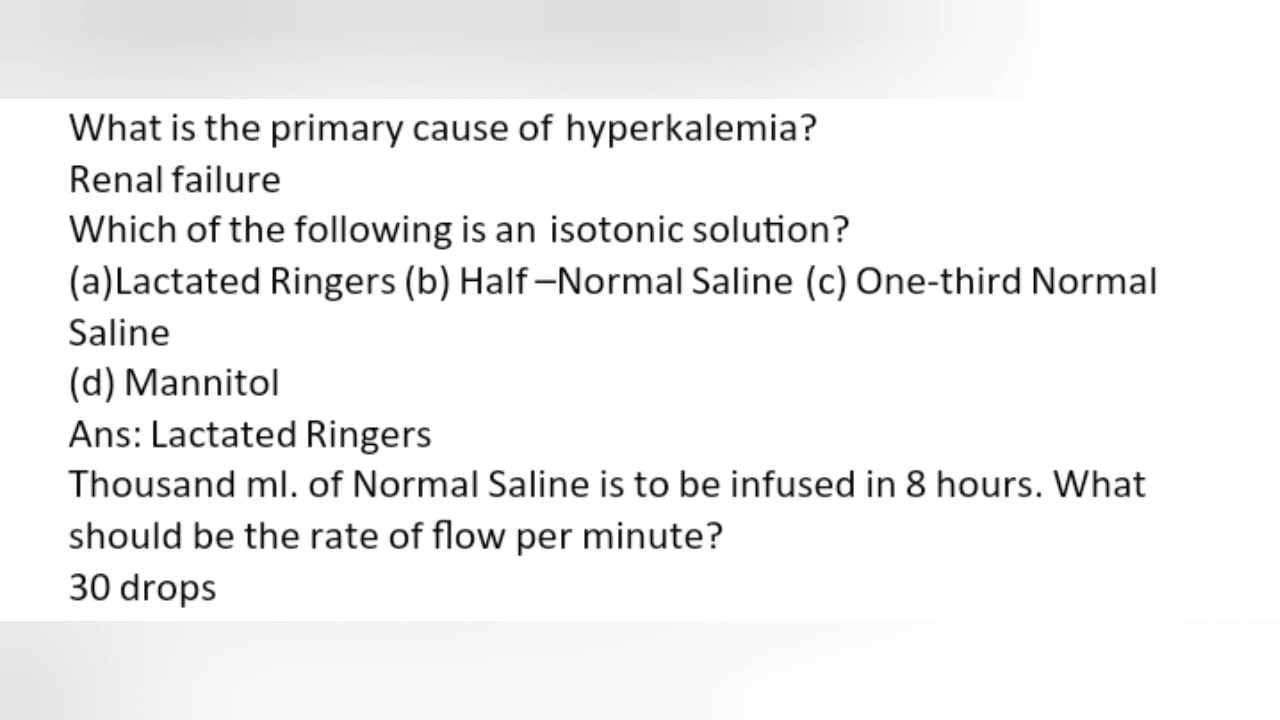 What is the primary cause of hyperkalemia?
Renal failure
Which of the following is an isotonic solution?
(a)Lactated Ringers (b) Half –Normal Saline (c) One-third Normal
Saline
(d) Mannitol
Ans: Lactated Ringers
Thousand ml. of Normal Saline is to be infused in 8 hours. What
should be the rate of flow per minute?
30 drops